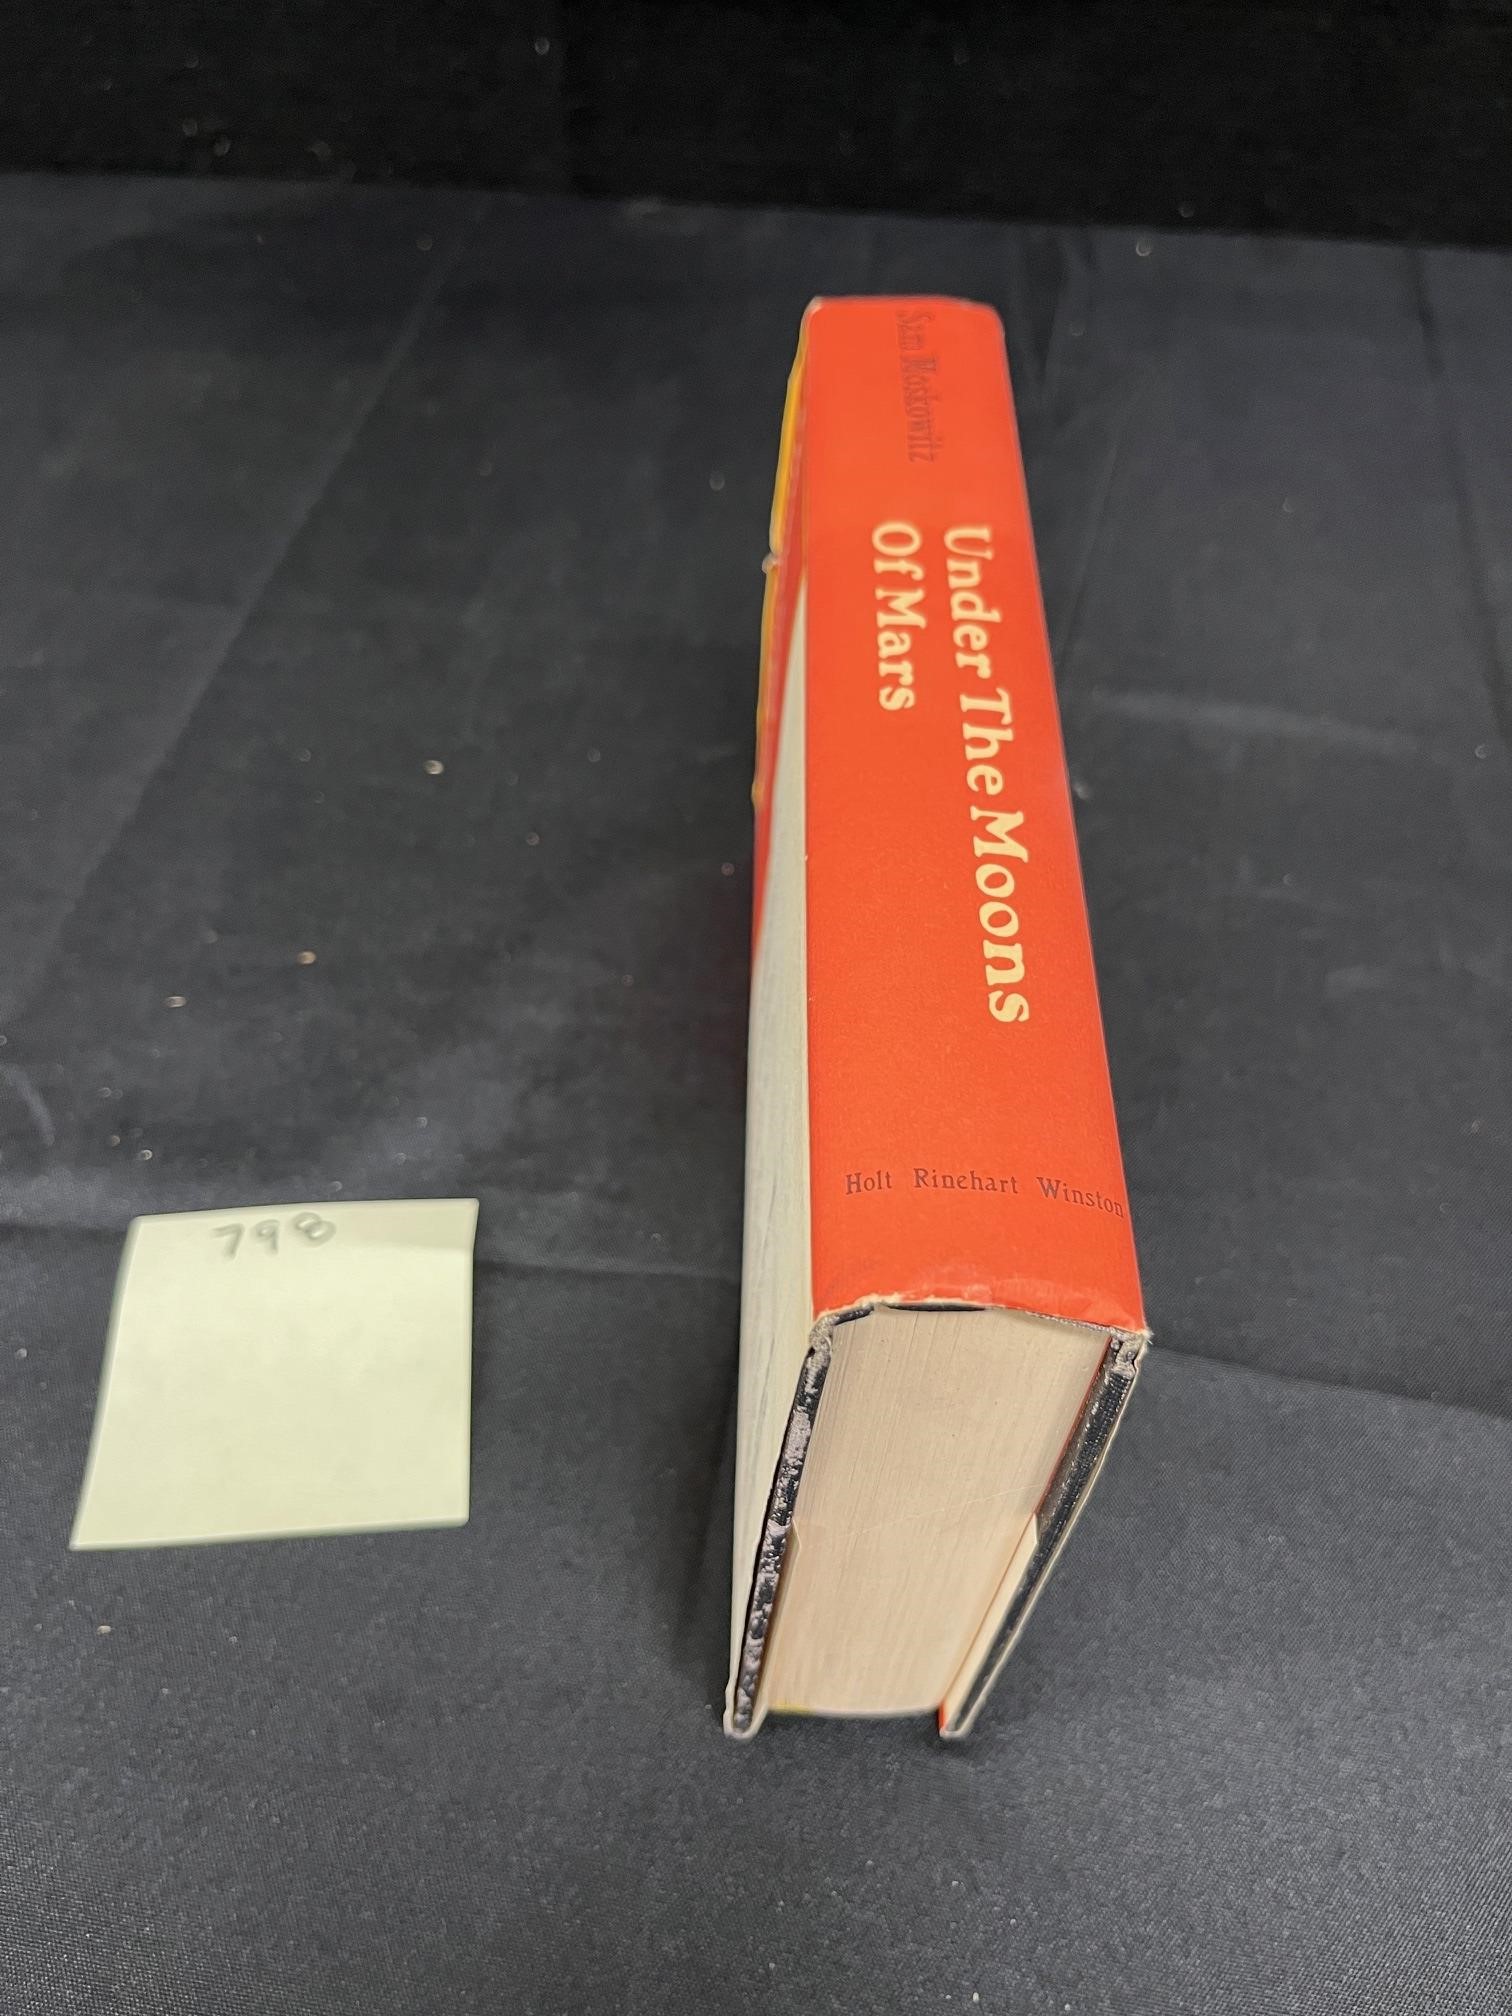 Sam Moskowitz
Under The Moons
Of Mars
Holt Rinehart Winston
798